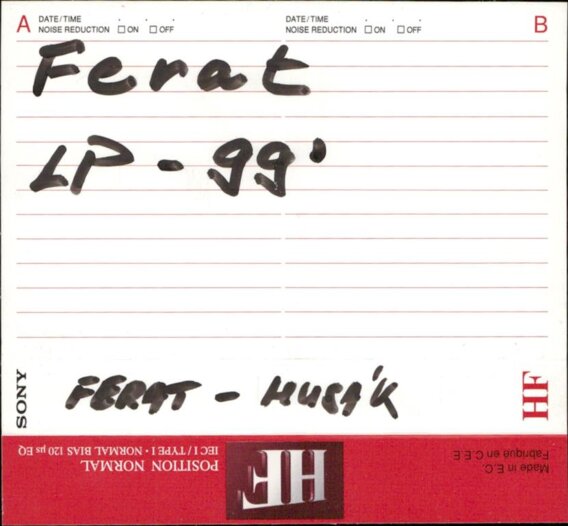 A DATE/TIME . . . DATE/TIME . . . B
NOISE REDUCTION ☐ ON ☐ OFF NOISE REDUCTION ☐ ON ☐ OFF
Ferat
LP - 99'
SONY FERAT - MUSA'K HF
POSITION NORMAL
IEC I / TYPE I · NORMAL BIAS 120 µs EQ
HF
Made in E.C.
Fabriqué en C.E.E